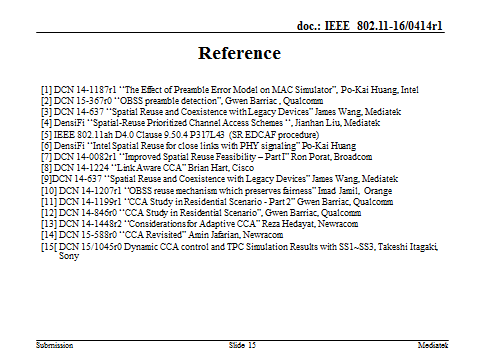 doc.: IEEE 802.11-16/0414r1
Reference
[1] DCN 14-1187r1 “The Effect of Preamble Error Model on MAC Simulator”, Po-Kai Huang, Intel
[2] DCN 15-367r0 “OBSS preamble detection”, Gwen Barriac , Qualcomm
[3] DCN 14-637 “Spatial Reuse and Coexistence with Legacy Devices” James Wang, Mediatek
[4] DensiFi “Spatial-Reuse Prioritized Channel Access Schemes “, Jianhan Liu, Mediatek
[5] IEEE 802.11ah D4.0 Clause 9.50.4 P317L43 (SR EDCAF procedure)
[6] DensiFi “Intel Spatial Reuse for close links with PHY signaling” Po-Kai Huang
[7] DCN 14-0082r1 “Improved Spatial Reuse Feasibility – Part I” Ron Porat, Broadcom
[8] DCN 14-1224 “Link Aware CCA” Brian Hart, Cisco
[9]DCN 14-637 “Spatial Reuse and Coexistence with Legacy Devices” James Wang, Mediatek
[10] DCN 14-1207r1 “OBSS reuse mechanism which preserves fairness” Imad Jamil, Orange
[11] DCN 14-1199r1 “CCA Study in Residential Scenario - Part 2” Gwen Barriac, Qualcomm
[12] DCN 14-846r0 “CCA Study in Residential Scenario”, Gwen Barriac, Qualcomm
[13] DCN 14-1448r2 “Considerations for Adaptive CCA” Reza Hedayat, Newracom
[14] DCN 15-588r0 “CCA Revisited” Amin Jafarian, Newracom
[15[ DCN 15/1045r0 Dynamic CCA control and TPC Simulation Results with SS1~SS3, Takeshi Itagaki,
Sony
Submission
Slide 15
Mediatek